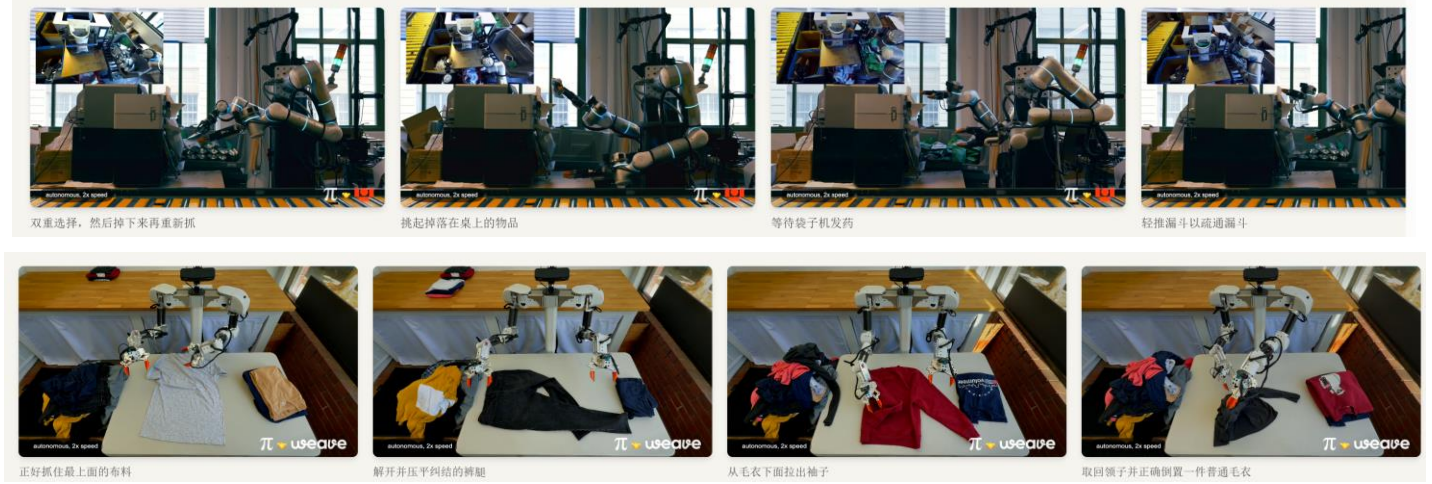 autonomous, 2x speed
π
autonomous, 2x speed
π
autonomous, 2x speed
π
autonomous, 2x speed
双重选择，然后掉下来再重新抓
挑起掉落在桌上的物品
等待袋子机发药
轻推漏斗以疏通漏斗
autonomous, 2x speed
π weave
autonomous, 2x speed
π weave
autonomous, 2x speed
π weave
autonomous, 2x speed
π weave
正好抓住最上面的布料
解开并压平纠结的裤腿
从毛衣下面拉出袖子
取回领子并正确倒置一件普通毛衣